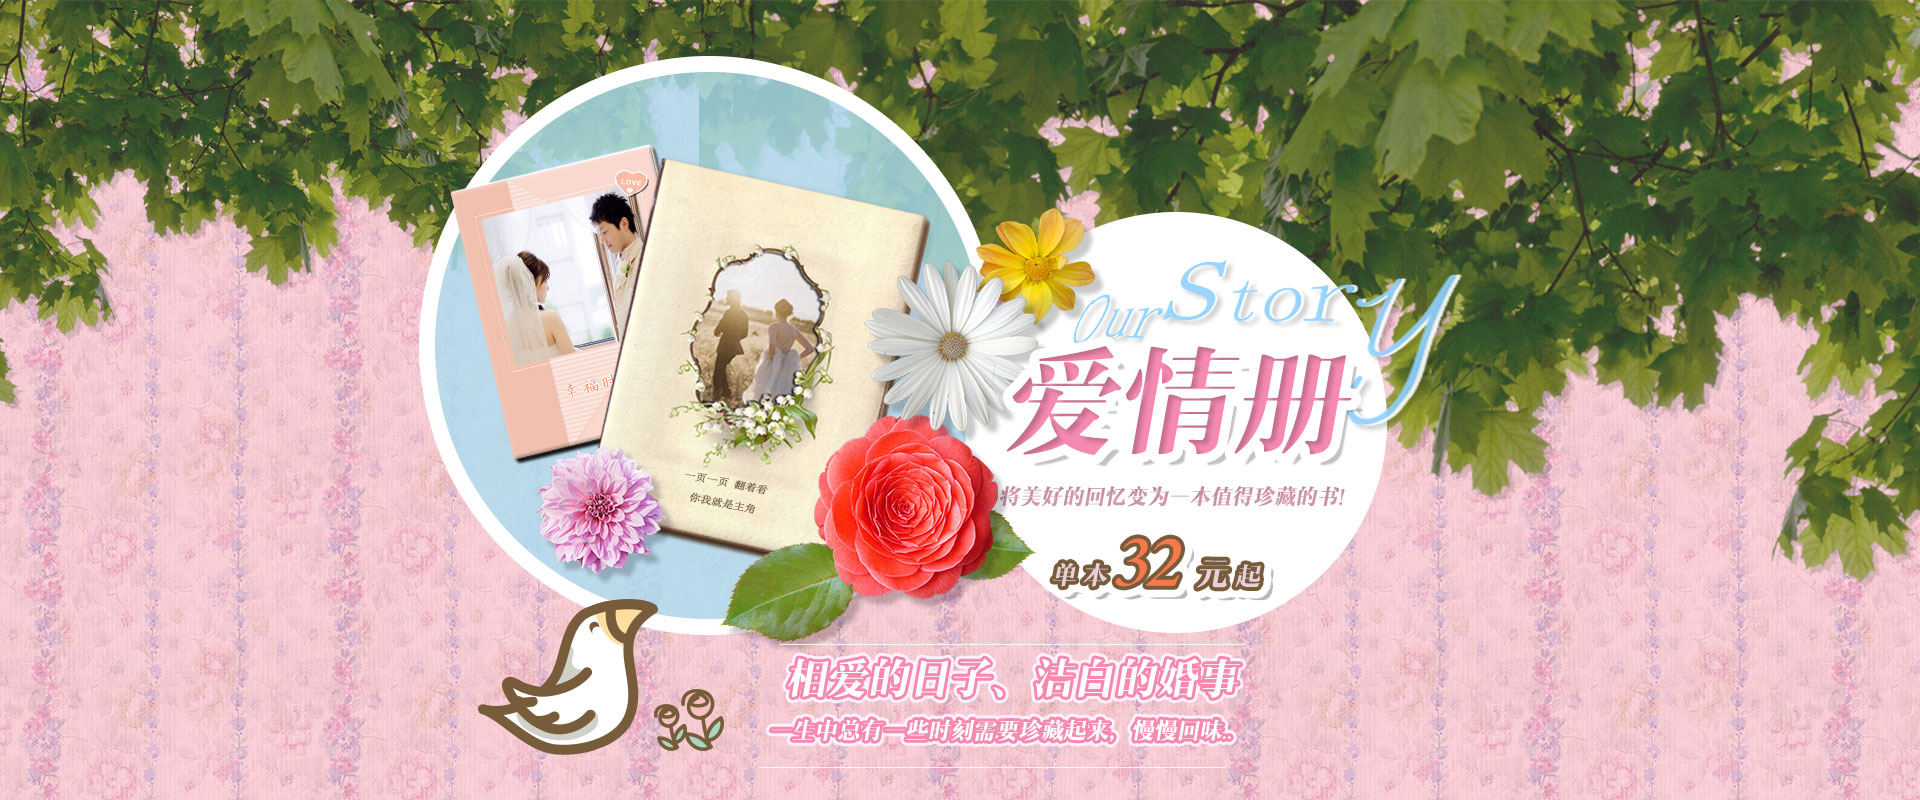 LOVE
幸福时
一页一页 翻着看
你我就是主角
Our Story
爱情册
将美好的回忆变为一本值得珍藏的书!
单本32元起
相爱的日子、洁白的婚事
一生中总有一些时刻需要珍藏起来，慢慢回味..